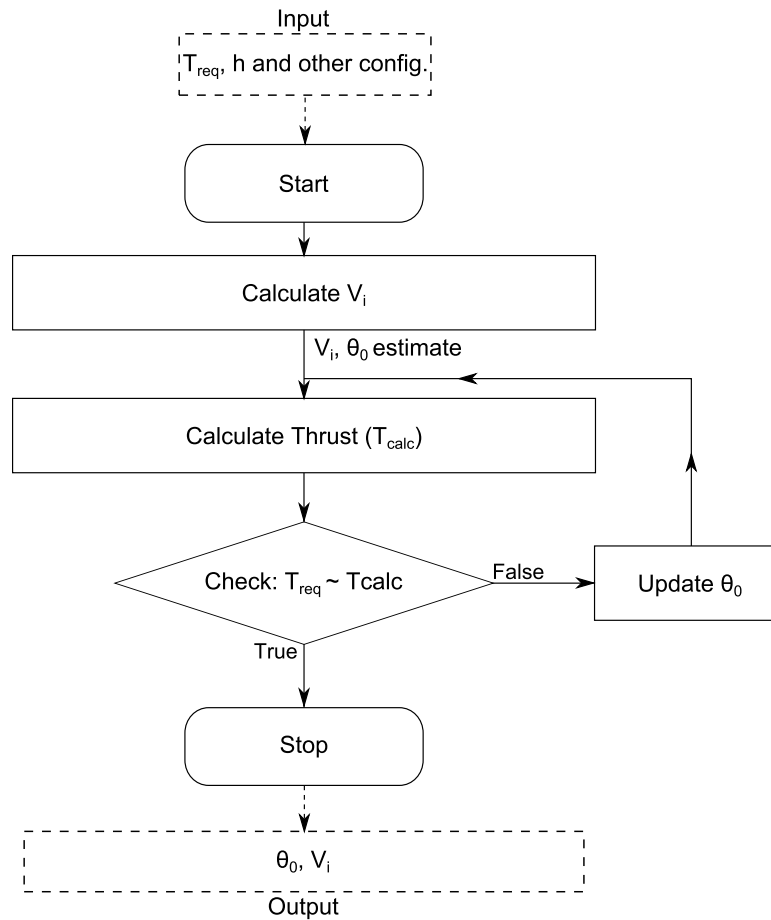 Input
T_req, h and other config.
Start
Calculate V_i
V_i, θ_0 estimate
Calculate Thrust (T_calc)
Check: T_req ~ Tcalc
False
Update θ_0
True
Stop
θ_0, V_i
Output